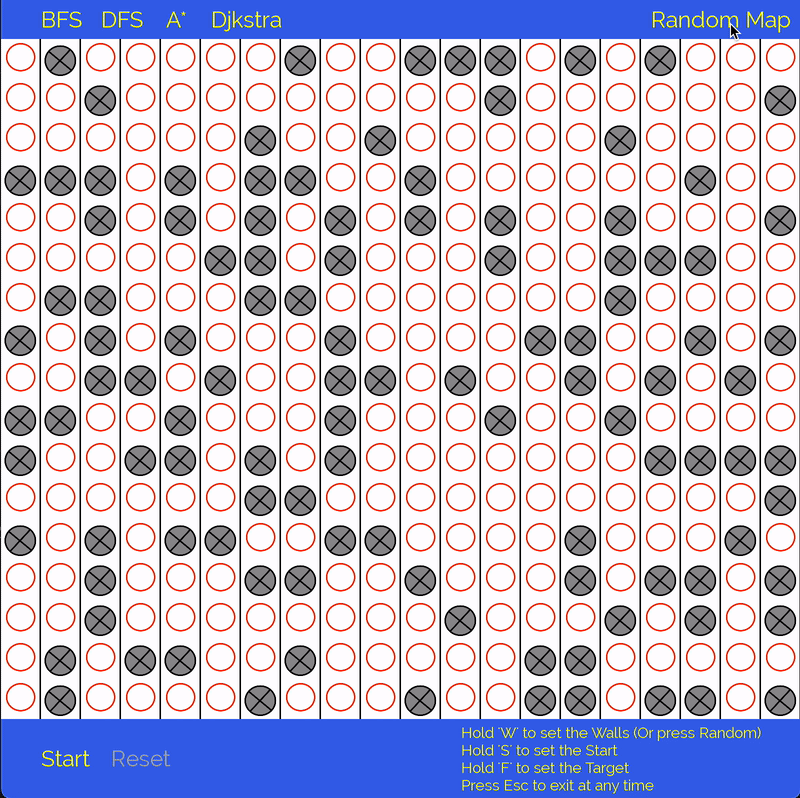 BFS DFS A* Djkstra Random Map
Hold 'W' to set the Walls (Or press Random)
Hold 'S' to set the Start
Start Reset
Hold 'F' to set the Target
Press Esc to exit at any time